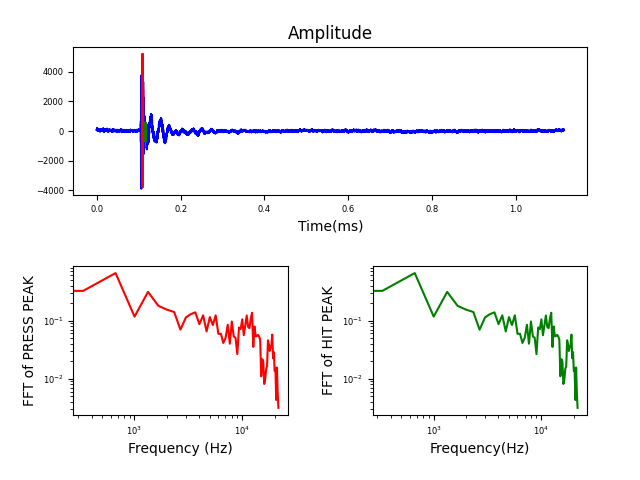 Amplitude
4000
2000
0
−2000
−4000
0.0 0.2 0.4 0.6 0.8 1.0
Time(ms)
FFT of PRESS PEAK
10⁻¹
10⁻²
10³ 10⁴
Frequency (Hz)
FFT of HIT PEAK
10⁻¹
10⁻²
10³ 10⁴
Frequency(Hz)